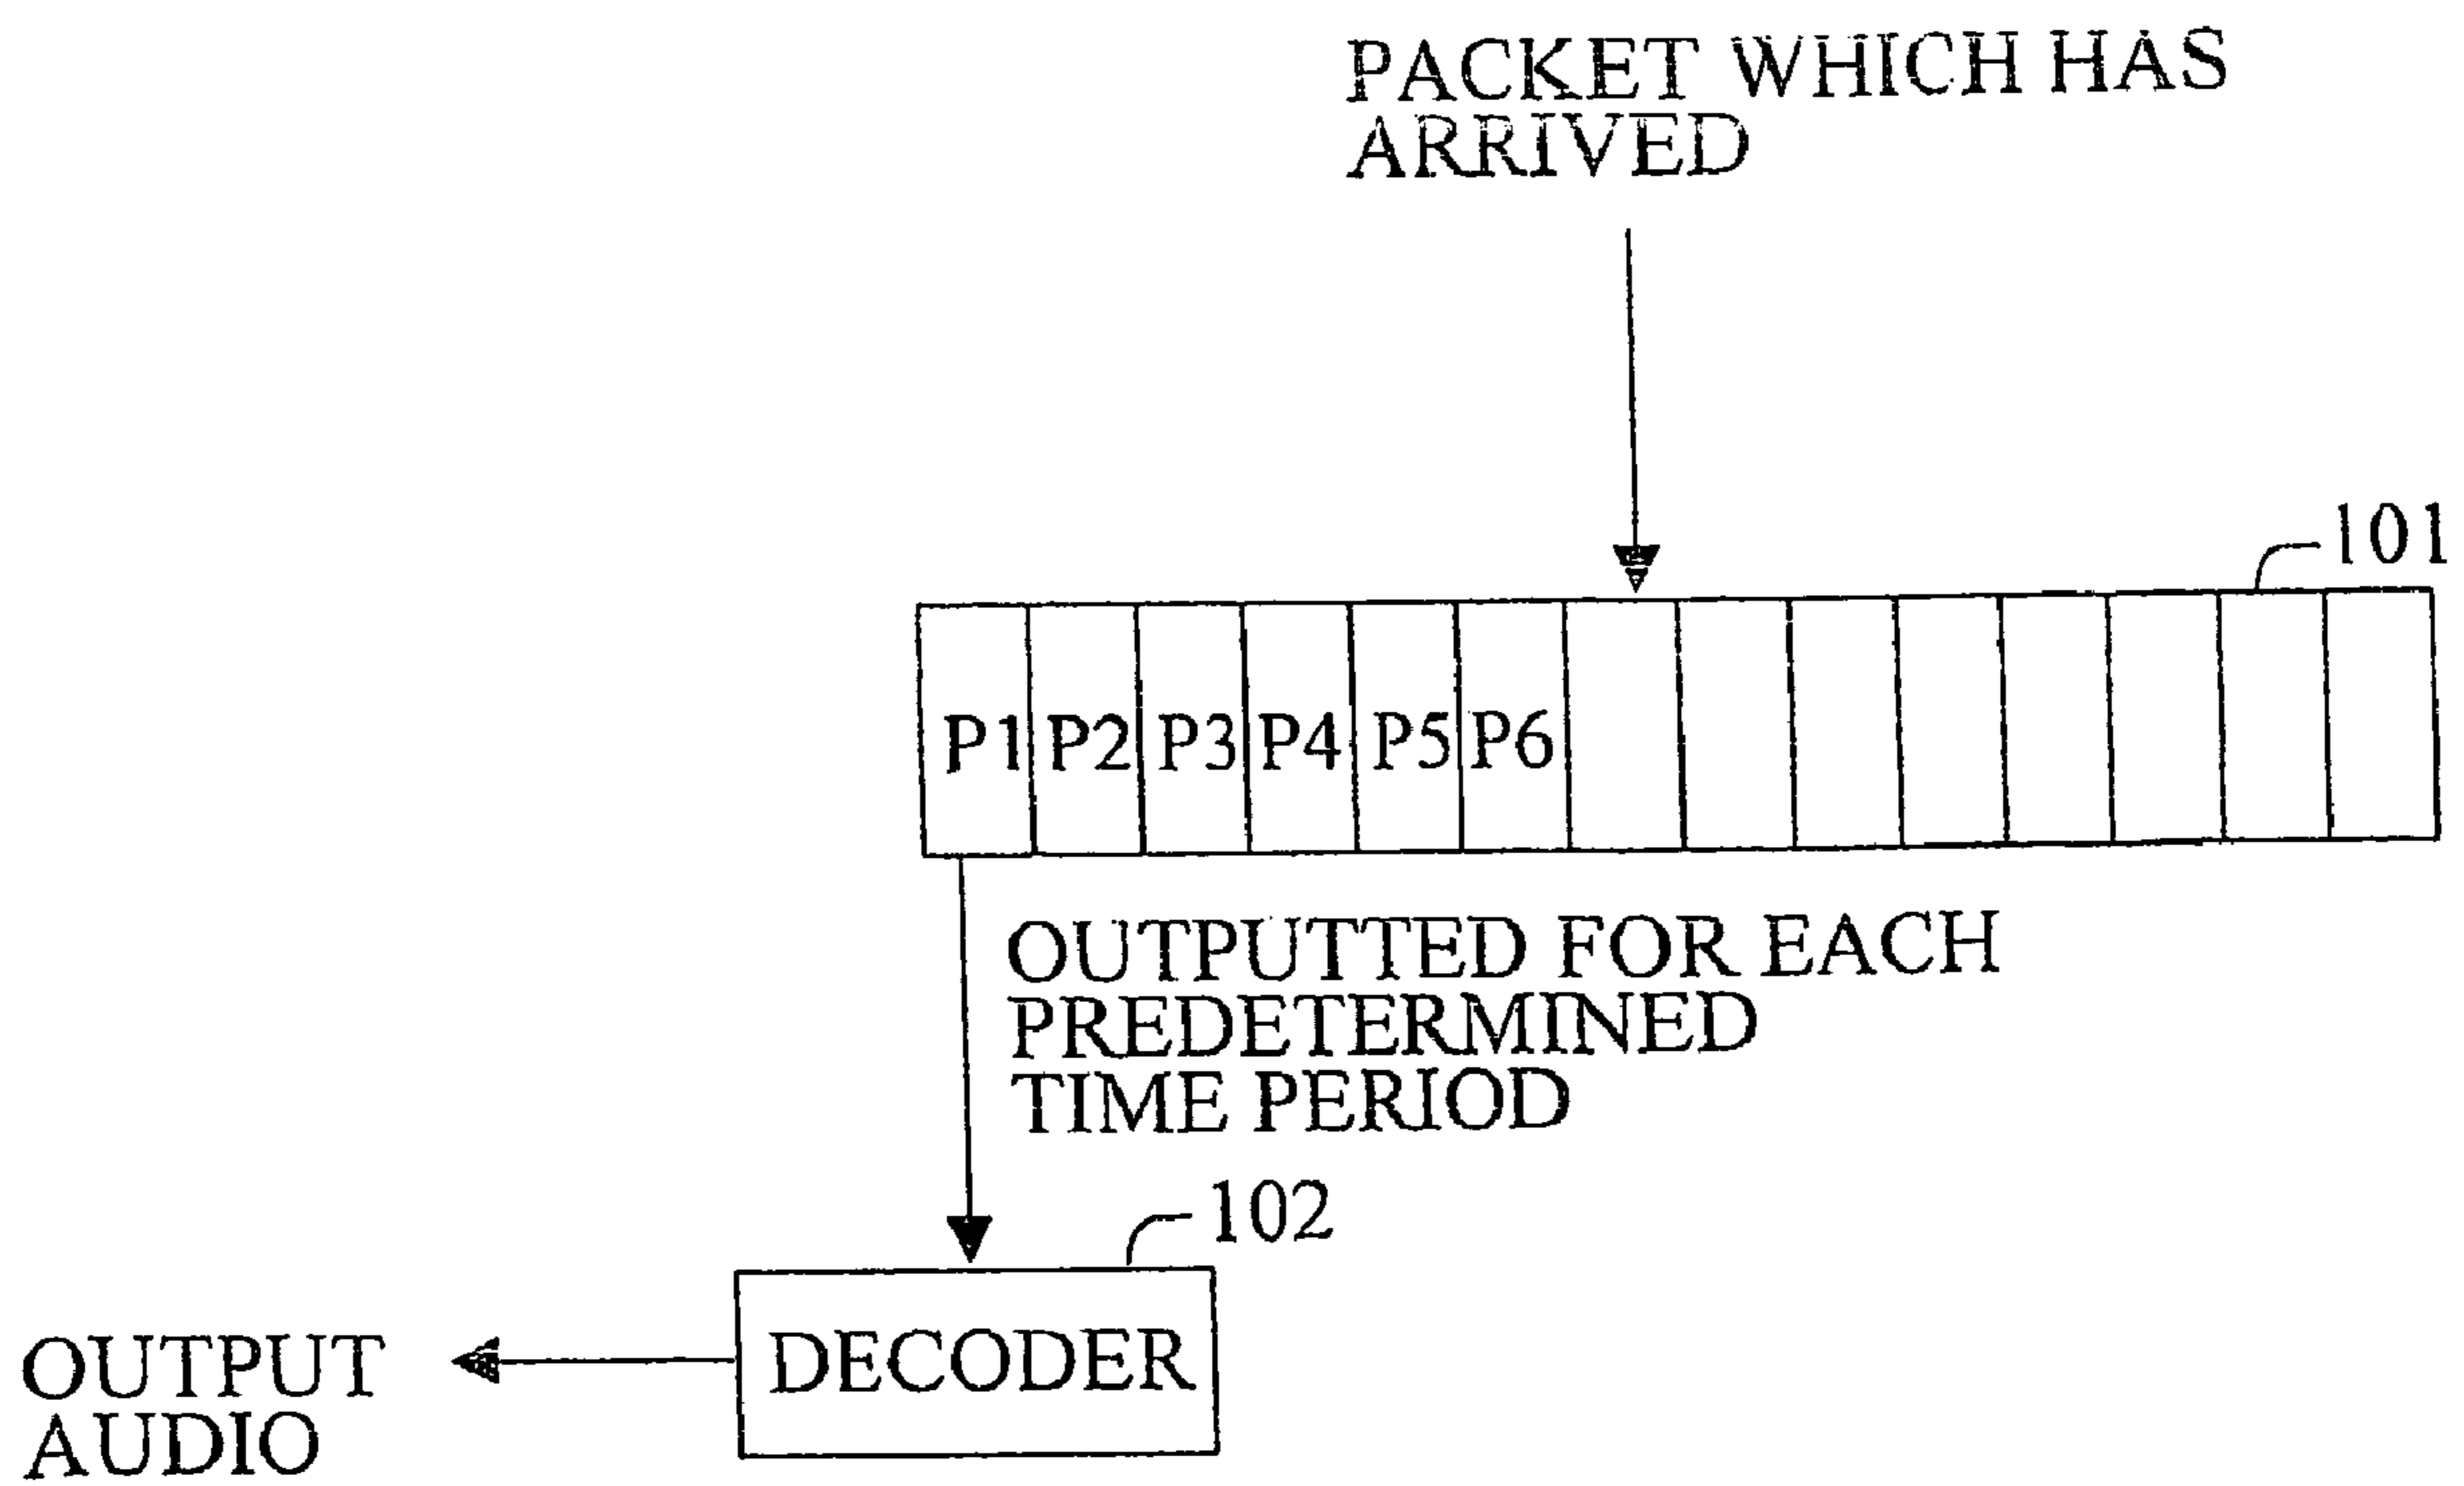 PACKET WHICH HAS
ARRIVED
101
P1 P2 P3 P4 P5 P6
OUTPUTTED FOR EACH
PREDETERMINED
TIME PERIOD
102
DECODER
OUTPUT
AUDIO